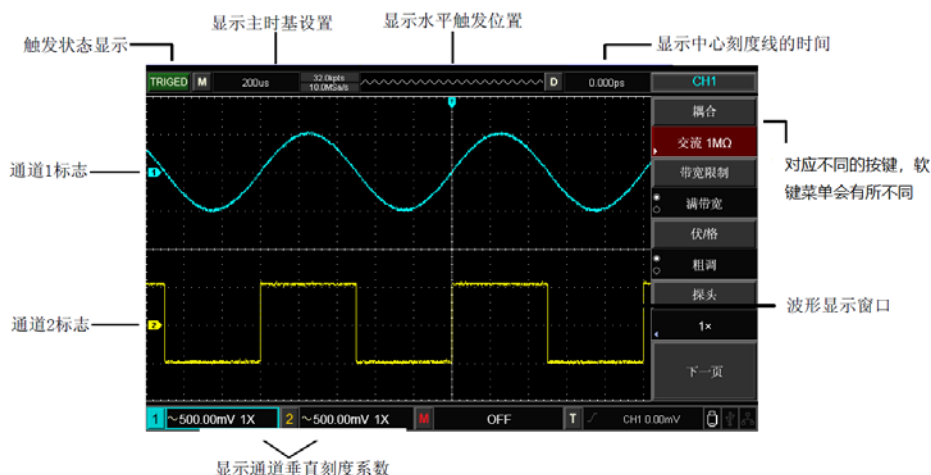 显示主时基设置
显示水平触发位置
触发状态显示
显示中心刻度线的时间
TRIGED M 200us 32.0kpts 10.0MSa/s D 0.000ps CH1
耦合
交流 1MΩ
带宽限制
满带宽
伏/格
粗调
探头
1×
下一页
通道1标志
1
对应不同的按键，软
键菜单会有所不同
通道2标志
2
波形显示窗口
1 ~500.00mV 1X 2 ~500.00mV 1X M OFF T CH1 0.00mV
显示通道垂直刻度系数